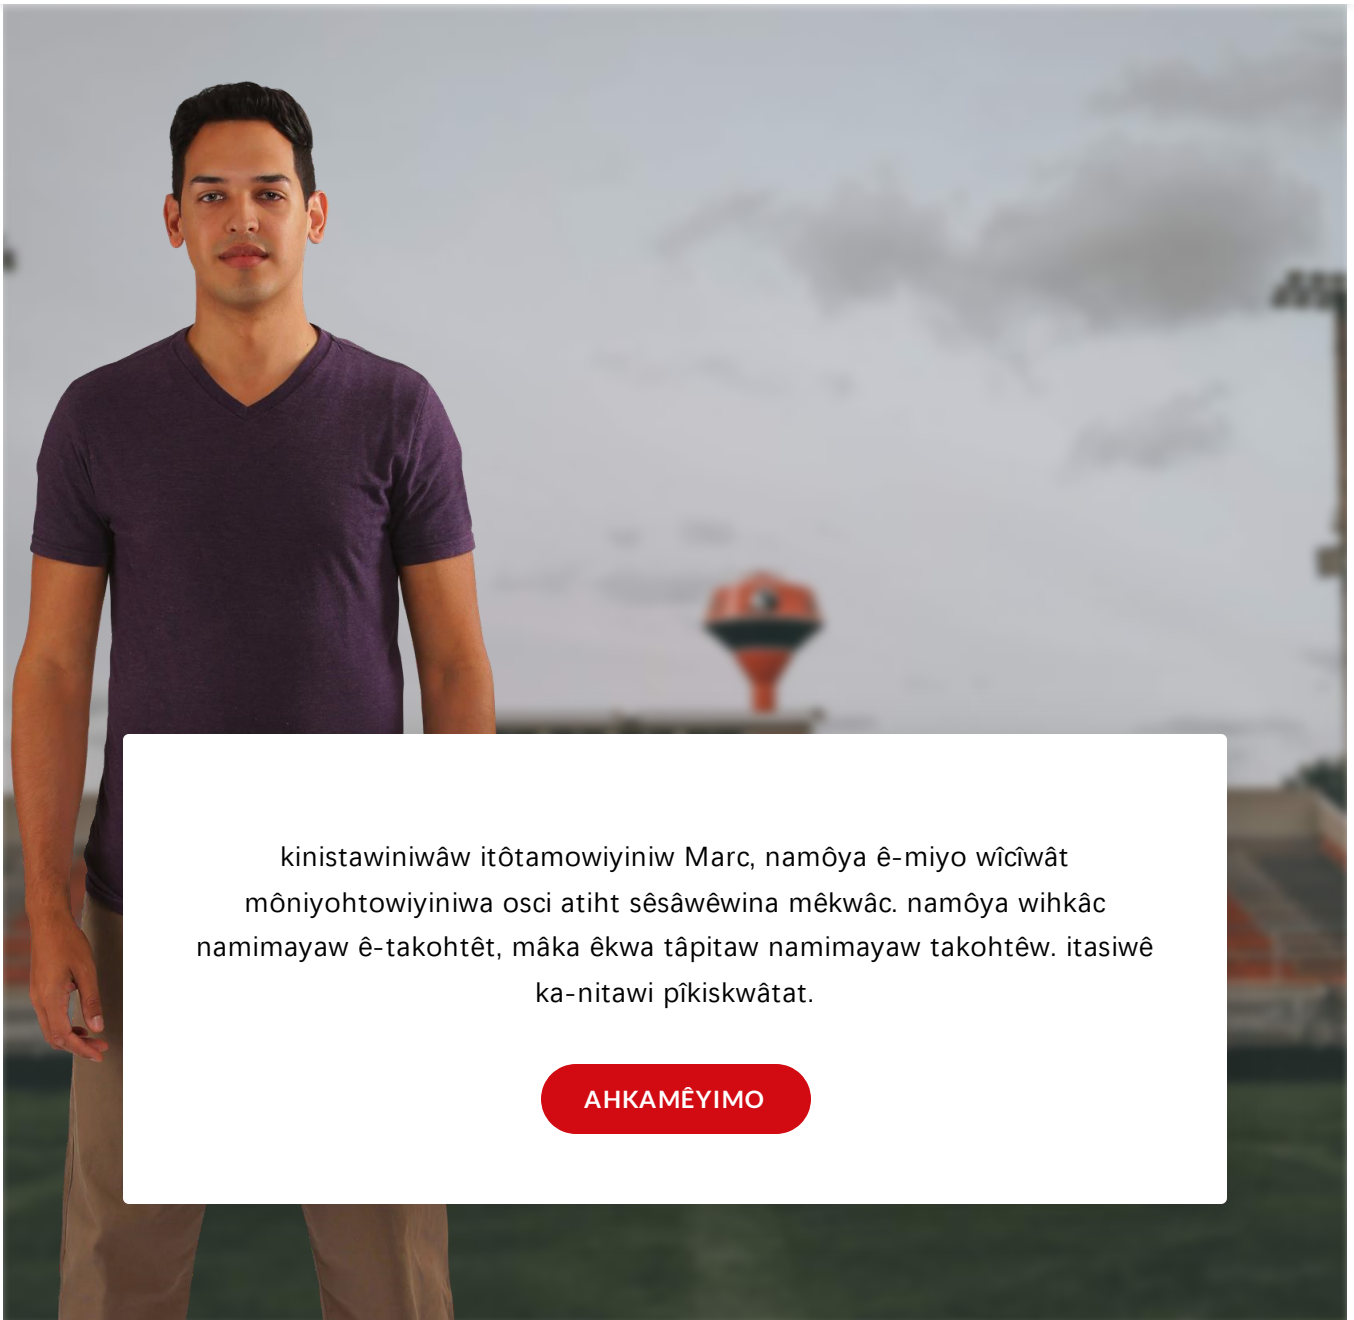 kinistawiniwâw itôtamowiyiniw Marc, namôya ê-miyo wîcîwât
môniyohtowiyiniwa osci atiht sêsâwêwina mêkwâc. namôya wihkâc
namimayaw ê-takohtêt, mâka êkwa tâpitaw namimayaw takohtêw. itasiwê
ka-nitawi pîkiskwâtat.
AHKAMÊYIMO